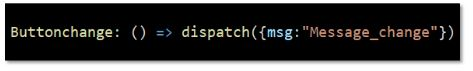 Buttonchange: () => dispatch({msg:"Message_change"})